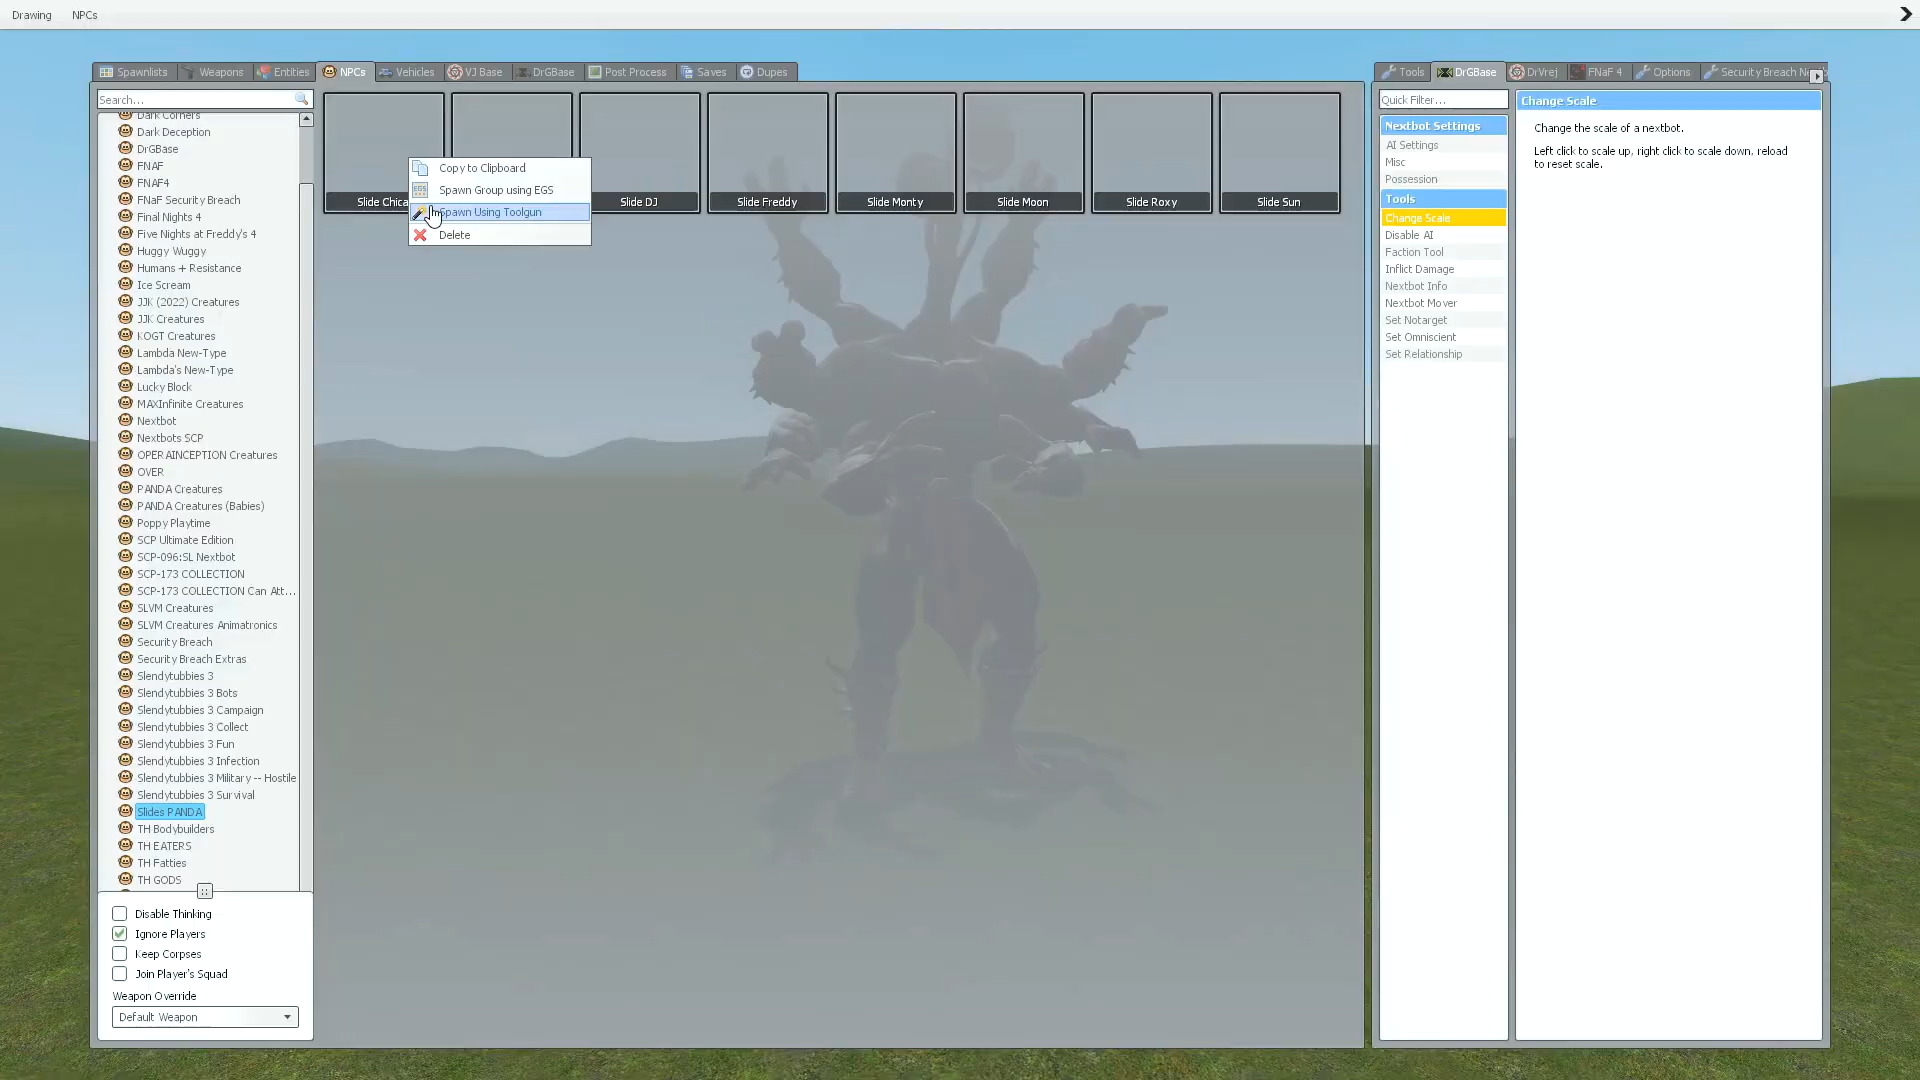 Drawing NPCs
Spawnlists Weapons Entities NPCs Vehicles VJ Base DrGBase Post Process Saves Dupes
Tools DrGBase DrVrej FNaF 4 Options Security Breach
Search...
Dark Corners
Dark Deception
DrGBase
FNAF
FNAF4
FNaF Security Breach
Final Nights 4
Five Nights at Freddy's 4
Huggy Wuggy
Humans + Resistance
Ice Scream
JJK (2022) Creatures
JJK Creatures
KOGT Creatures
Lambda New-Type
Lambda's New-Type
Lucky Block
MAXInfinite Creatures
Nextbot
Nextbots SCP
OPERAINCEPTION Creatures
OVER
PANDA Creatures
PANDA Creatures (Babies)
Poppy Playtime
SCP Ultimate Edition
SCP-096:SL Nextbot
SCP-173 COLLECTION
SCP-173 COLLECTION Can Att...
SLVM Creatures
SLVM Creatures Animatronics
Security Breach
Security Breach Extras
Slendytubbies 3
Slendytubbies 3 Bots
Slendytubbies 3 Campaign
Slendytubbies 3 Collect
Slendytubbies 3 Fun
Slendytubbies 3 Infection
Slendytubbies 3 Military -- Hostile
Slendytubbies 3 Survival
Slides PANDA
TH Bodybuilders
TH EATERS
TH Fatties
TH GODS
Disable Thinking
Ignore Players
Keep Corpses
Join Player's Squad
Weapon Override
Default Weapon
Slide Chica Slide DJ Slide Freddy Slide Monty Slide Moon Slide Roxy Slide Sun
Copy to Clipboard
EGS Spawn Group using EGS
Spawn Using Toolgun
Delete
Quick Filter...
Nextbot Settings
AI Settings
Misc
Possession
Tools
Change Scale
Disable AI
Faction Tool
Inflict Damage
Nextbot Info
Nextbot Mover
Set Notarget
Set Omniscient
Set Relationship
Change Scale
Change the scale of a nextbot.
Left click to scale up, right click to scale down, reload
to reset scale.